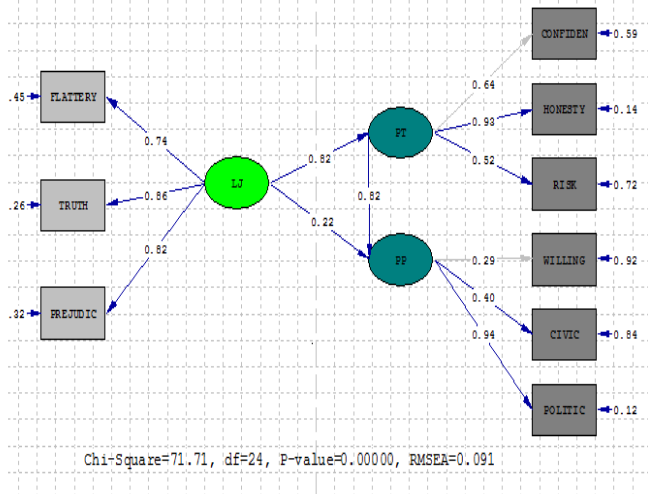 CONFIDEN
0.59
.45
FLATTERY
0.64
HONESTY
0.14
0.93
0.74
PT
0.82
0.52
LJ
RISK
0.72
.26
TRUTH
0.86
0.82
0.22
0.82
PP
0.29
WILLING
0.92
0.40
.32
PREJUDIC
0.94
CIVIC
0.84
POLITIC
0.12
Chi-Square=71.71, df=24, P-value=0.00000, RMSEA=0.091